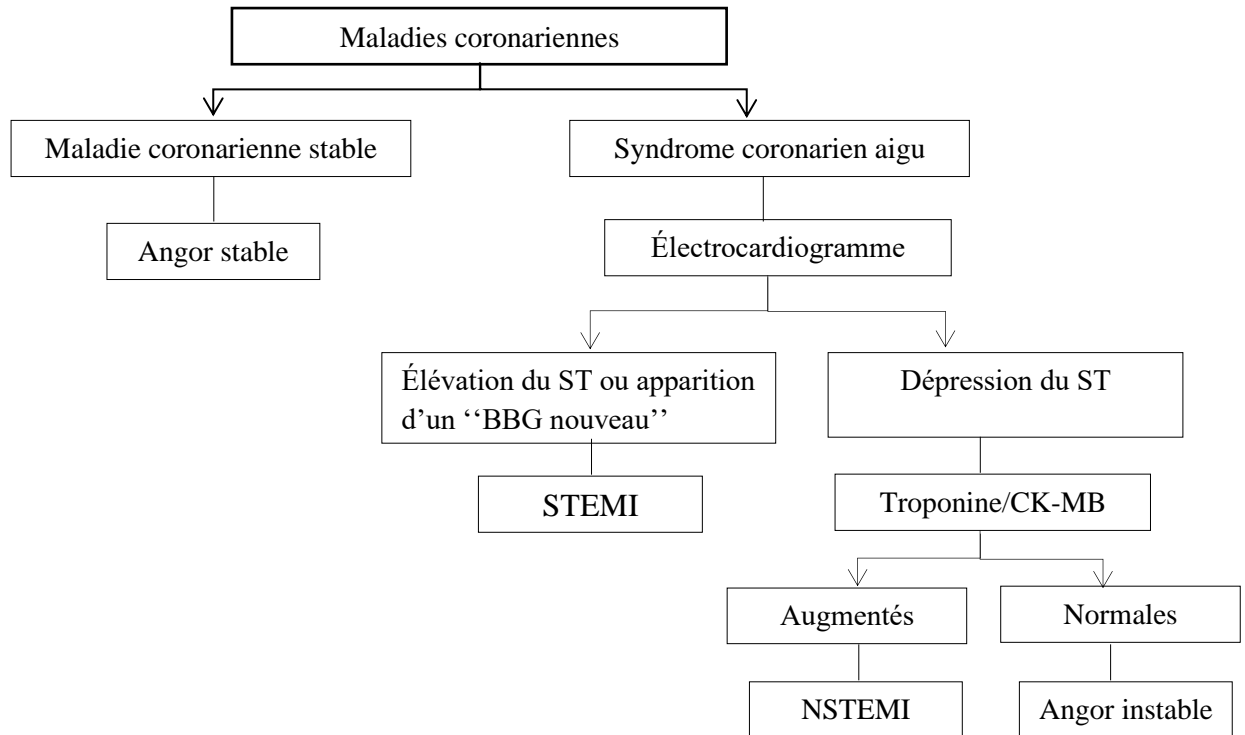 Maladies coronariennes
Maladie coronarienne stable
Syndrome coronarien aigu
Angor stable
Électrocardiogramme
Élévation du ST ou apparition
d’un ‘‘BBG nouveau’’
Dépression du ST
STEMI
Troponine/CK-MB
Augmentés
Normales
NSTEMI
Angor instable